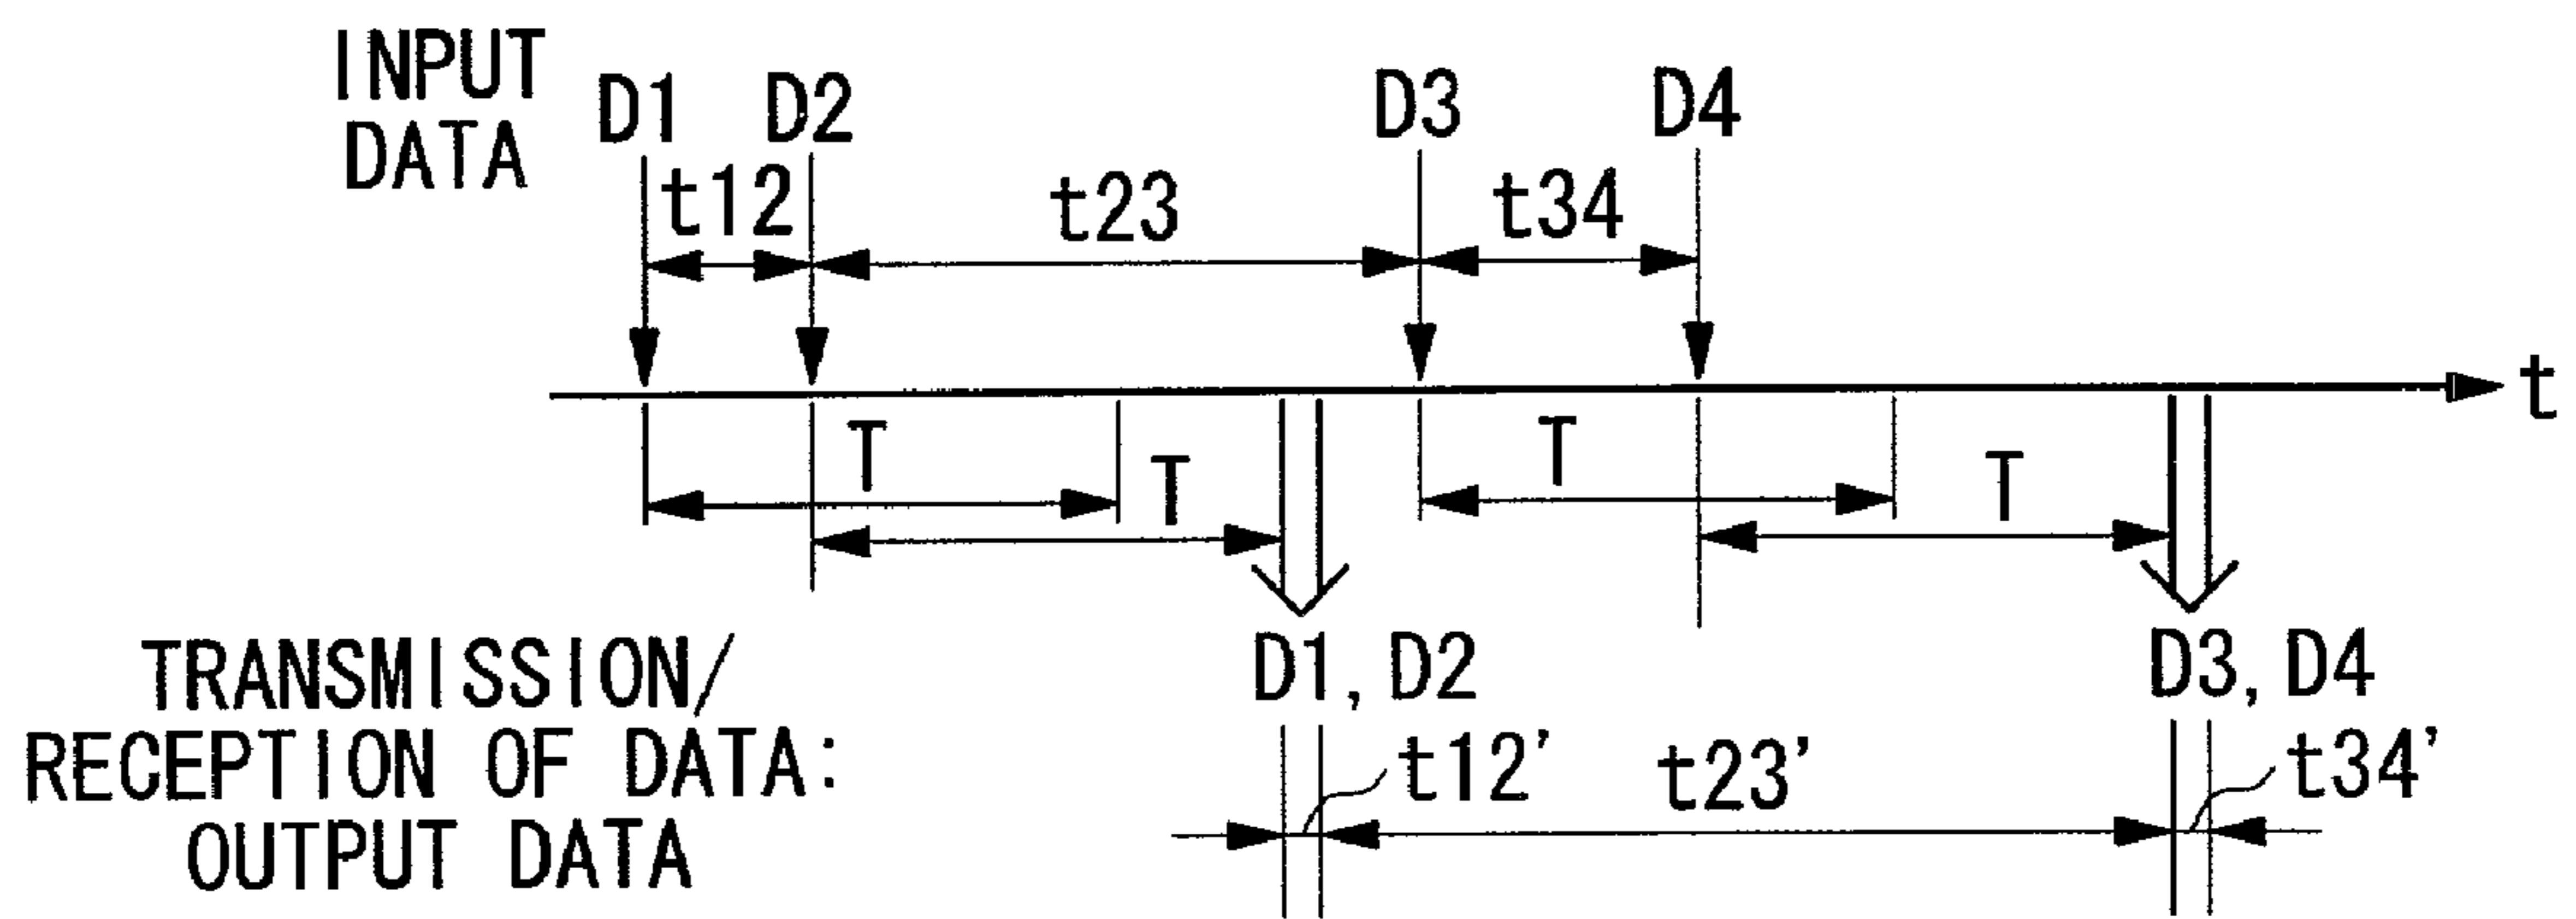 INPUT
DATA
D1 D2 D3 D4
t12 t23 t34
t
T T T T
TRANSMISSION/
RECEPTION OF DATA:
OUTPUT DATA
D1, D2 D3, D4
t12' t23' t34'